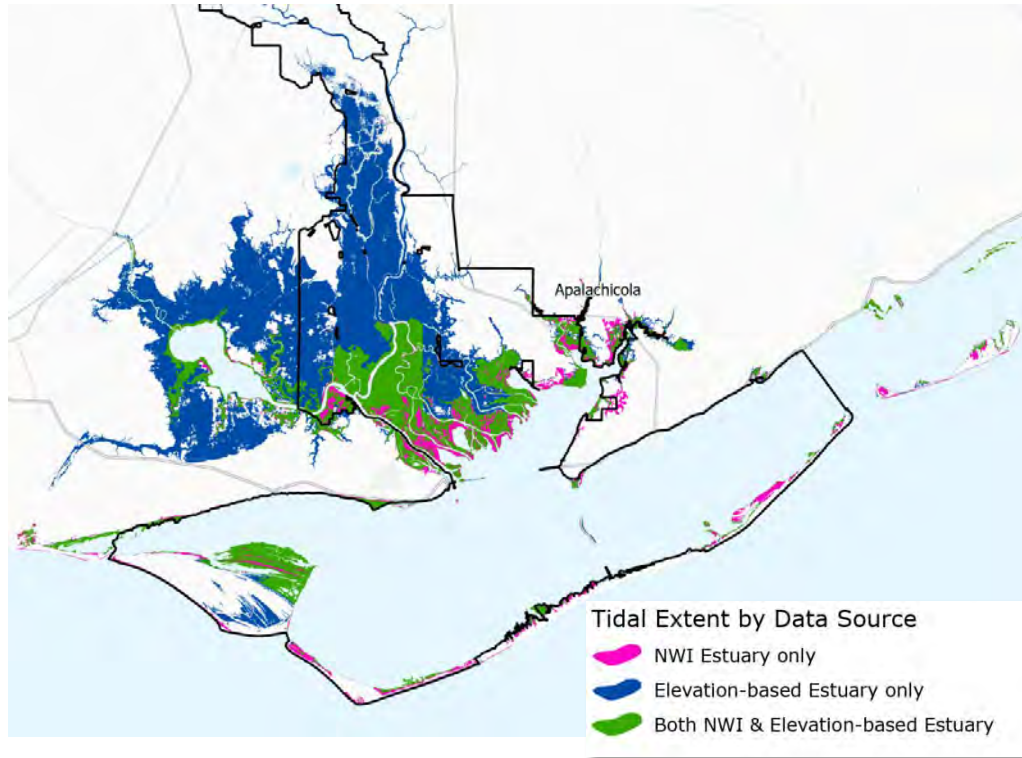 Apalachicola
Tidal Extent by Data Source
NWI Estuary only
Elevation-based Estuary only
Both NWI & Elevation-based Estuary